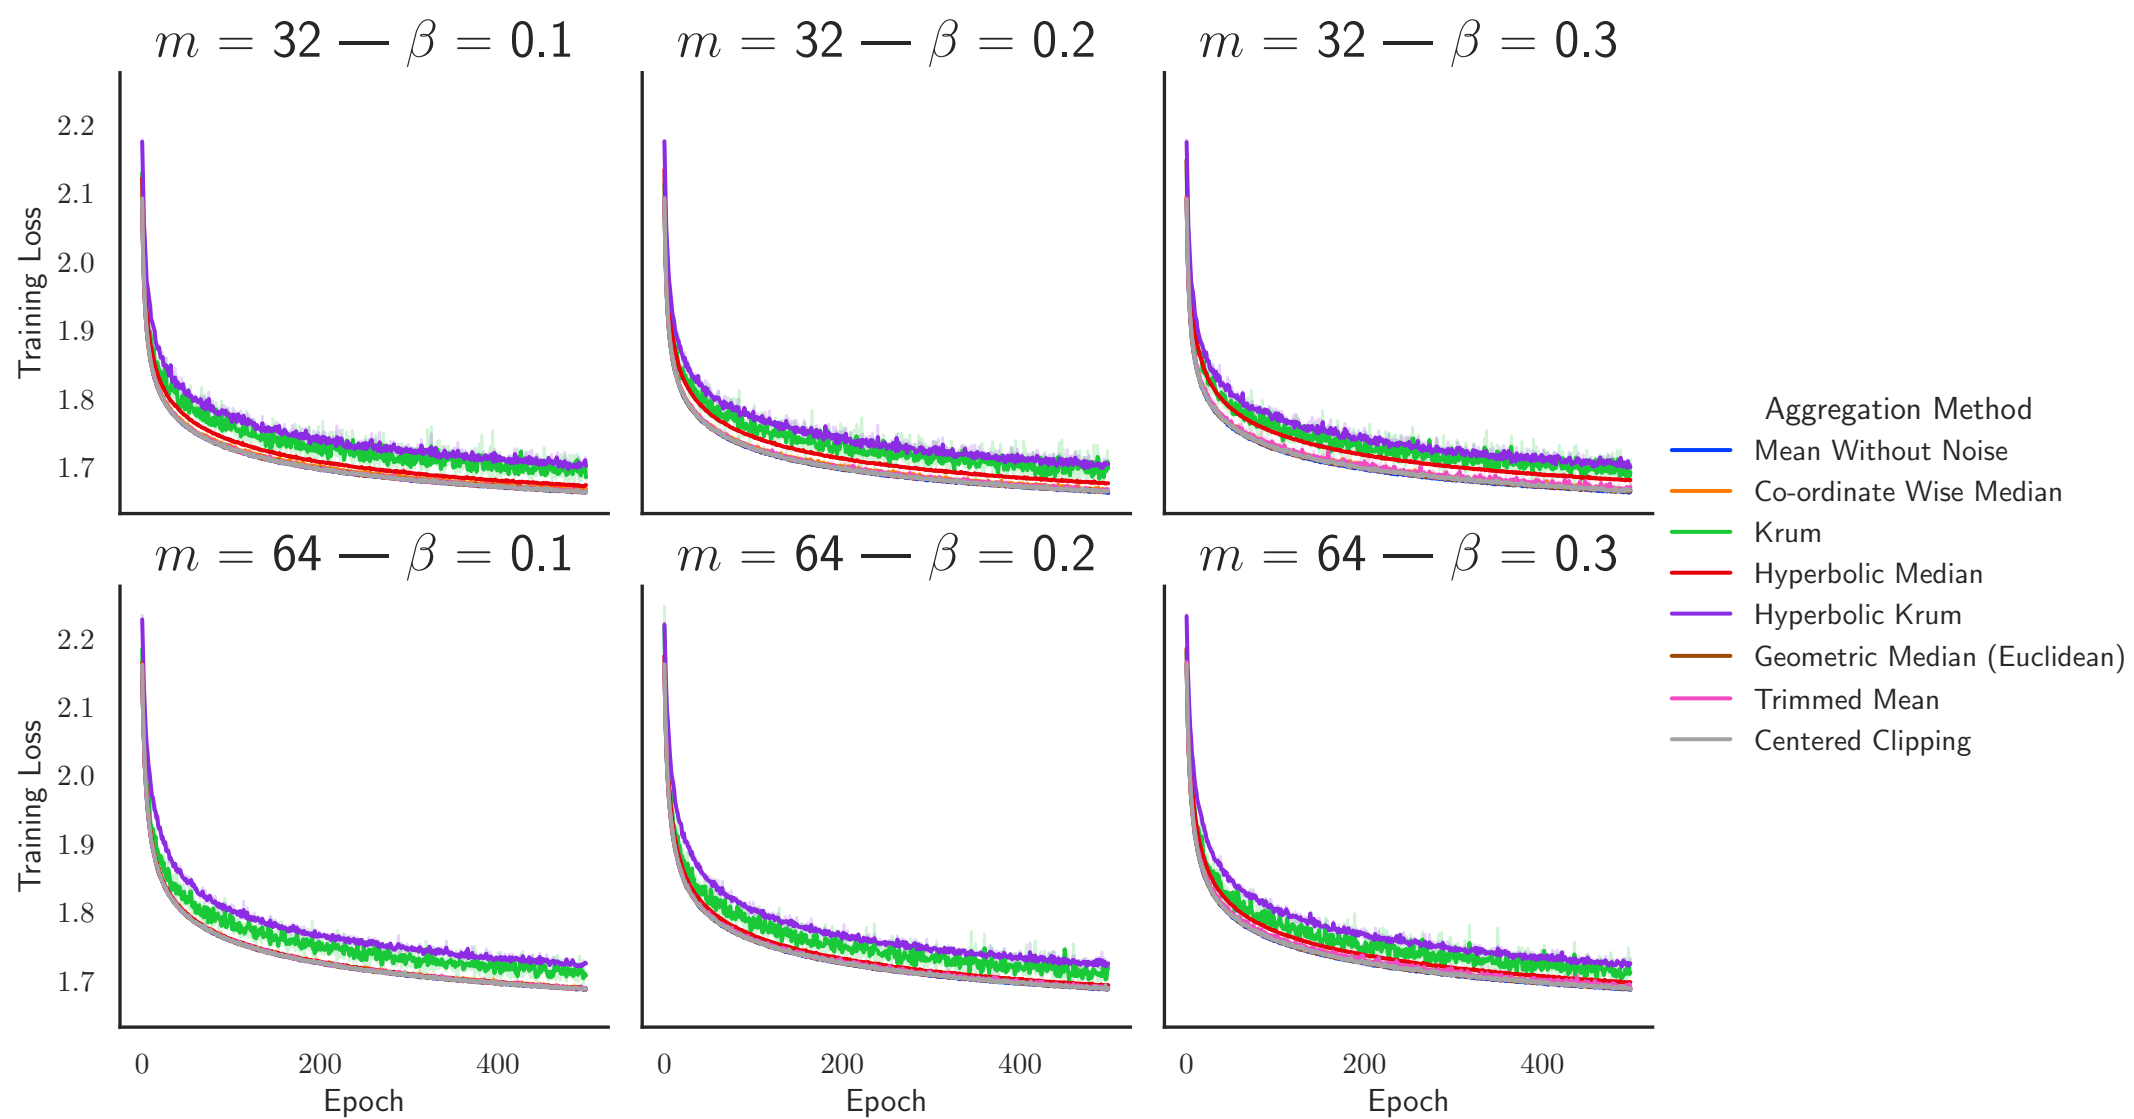 m = 32 — β = 0.1
m = 32 — β = 0.2
m = 32 — β = 0.3
2.2
2.1
2.0
1.9
1.8
1.7
Training Loss
m = 64 — β = 0.1
m = 64 — β = 0.2
m = 64 — β = 0.3
2.2
2.1
2.0
1.9
1.8
1.7
Training Loss
0 200 400
Epoch
0 200 400
Epoch
0 200 400
Epoch
Aggregation Method
Mean Without Noise
Co-ordinate Wise Median
Krum
Hyperbolic Median
Hyperbolic Krum
Geometric Median (Euclidean)
Trimmed Mean
Centered Clipping